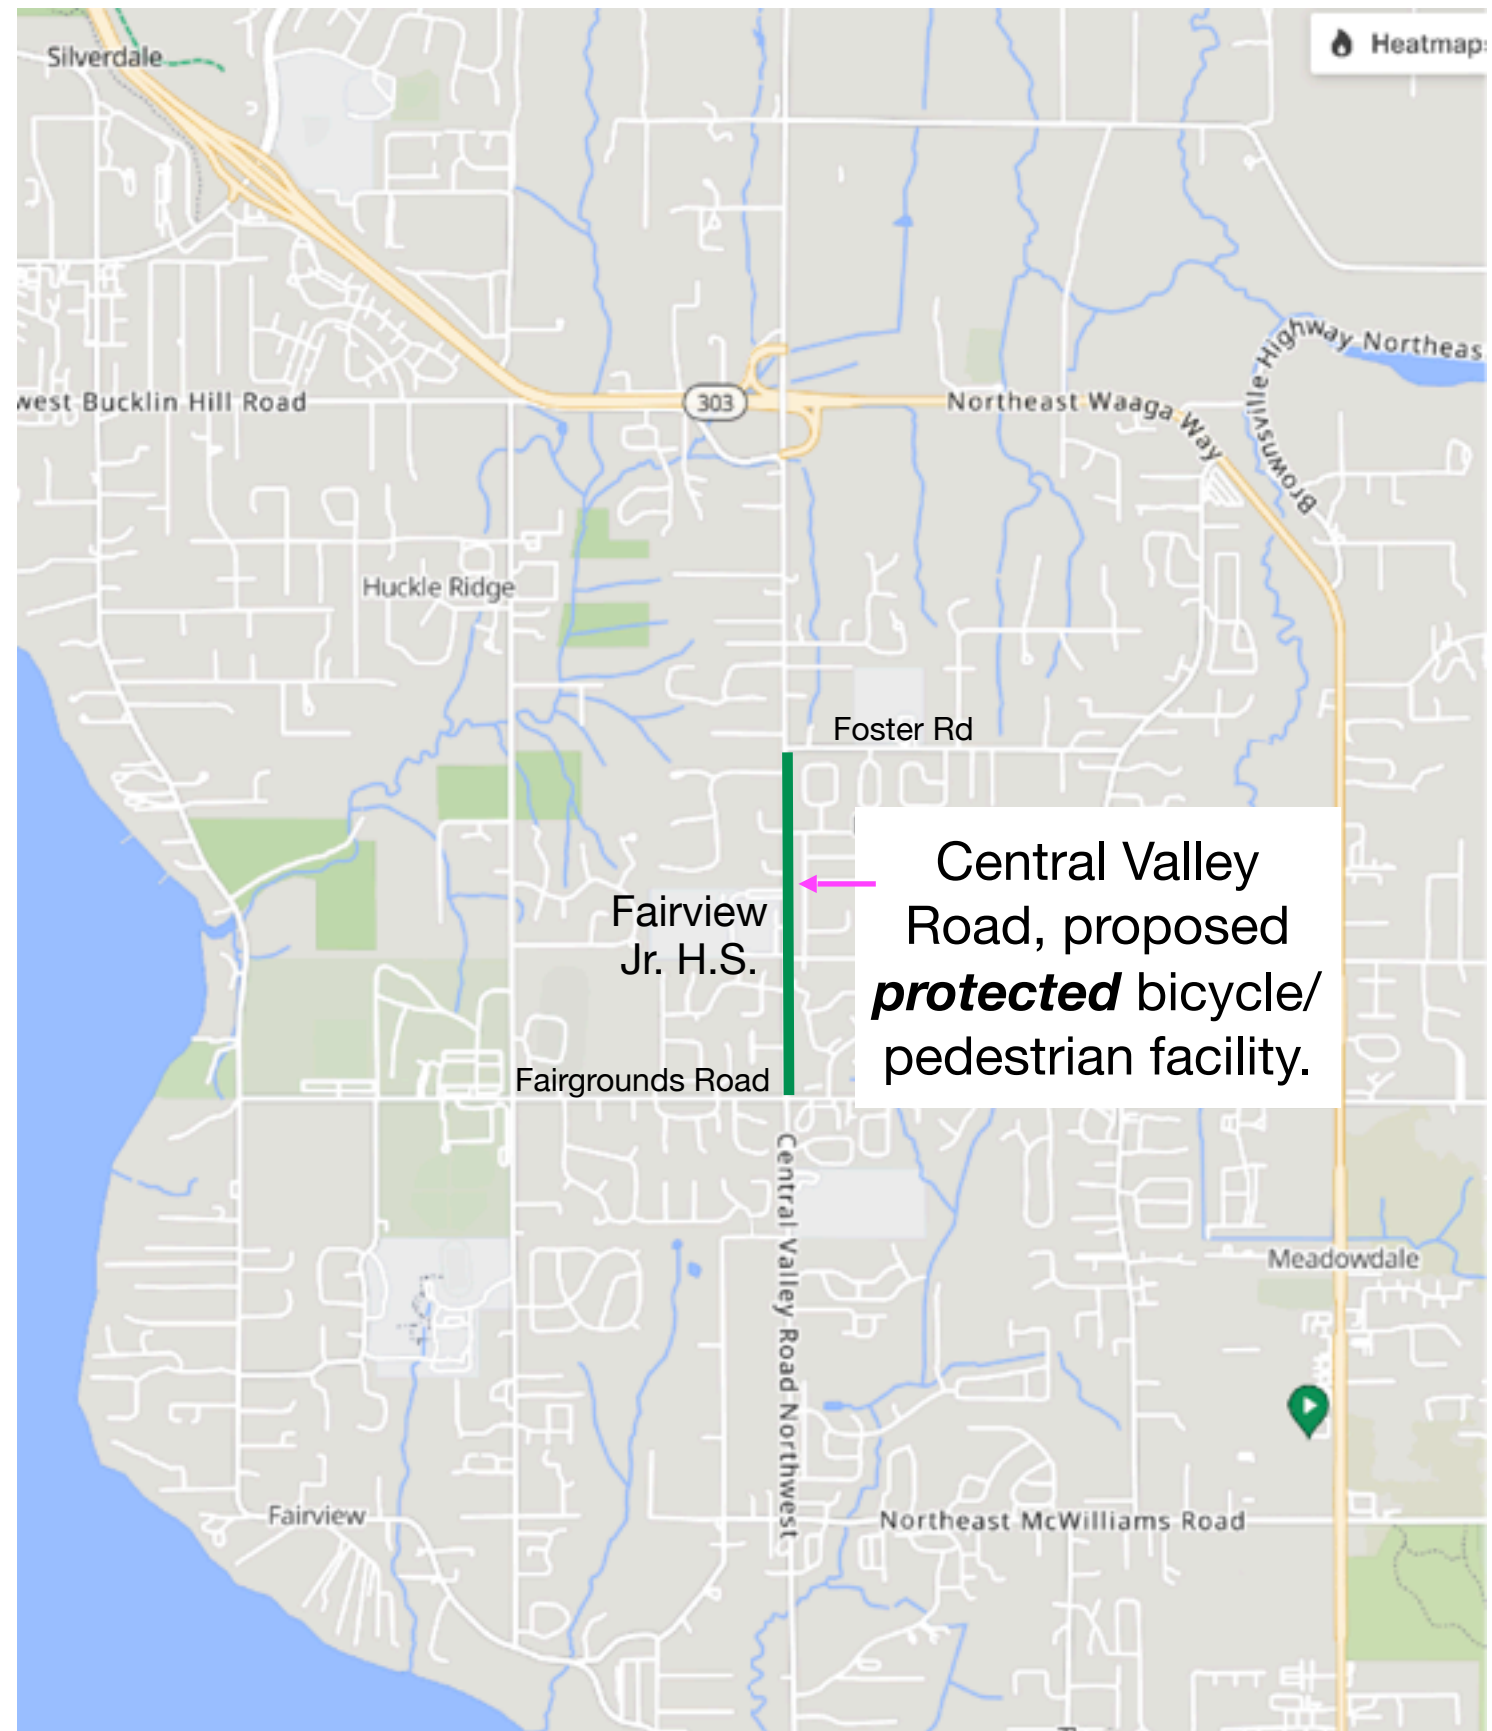 Silverdale
Heatmap
west Bucklin Hill Road
303
Northeast Waaga Way
Brownsville Highway Northeas
Huckle Ridge
Foster Rd
Fairview
Jr. H.S.
Central Valley
Road, proposed
protected bicycle/
pedestrian facility.
Fairgrounds Road
Central Valley Road Northwest
Meadowdale
Fairview
Northeast McWilliams Road